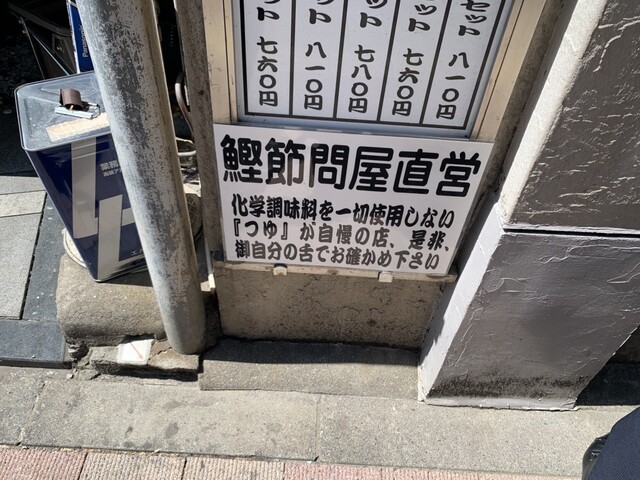 セット 八一〇円
セット 七六〇円
ット 七八〇円
ット 八一〇円
ット 七六〇円
鰹節問屋直営
化学調味料を一切使用しない
『つゆ』が自慢の店、是非、
御自分の舌でお確かめ下さい